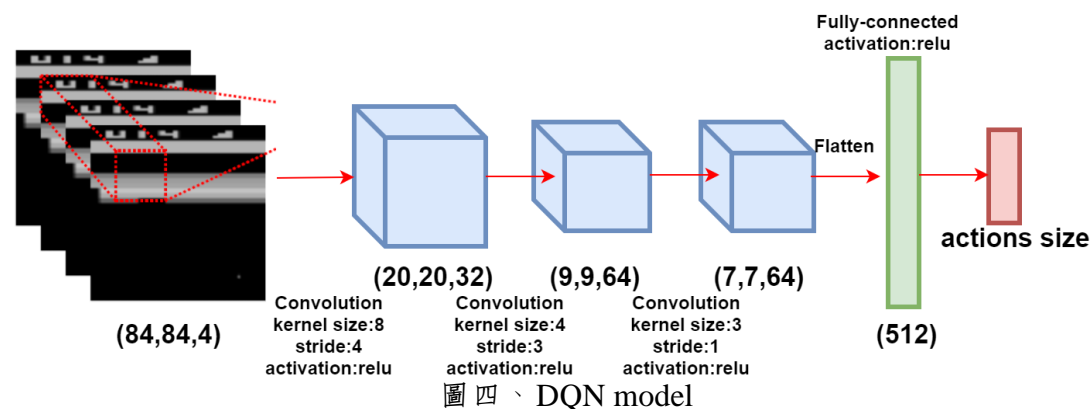 Fully-connected
activation:relu
Flatten
actions size
(84,84,4)
(20,20,32)
(9,9,64)
(7,7,64)
(512)
Convolution
kernel size:8
stride:4
activation:relu
Convolution
kernel size:4
stride:3
activation:relu
Convolution
kernel size:3
stride:1
activation:relu
圖四、DQN model